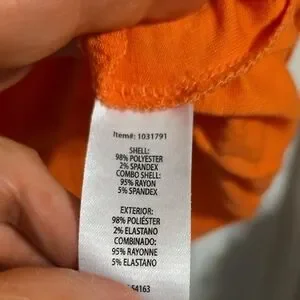 Item#: 1031791
SHELL:
98% POLYESTER
2% SPANDEX
COMBO SHELL:
95% RAYON
5% SPANDEX
EXTERIOR:
98% POLIÉSTER
2% ELASTANO
COMBINADO:
95% RAYONNE
5% ELASTANO
54163